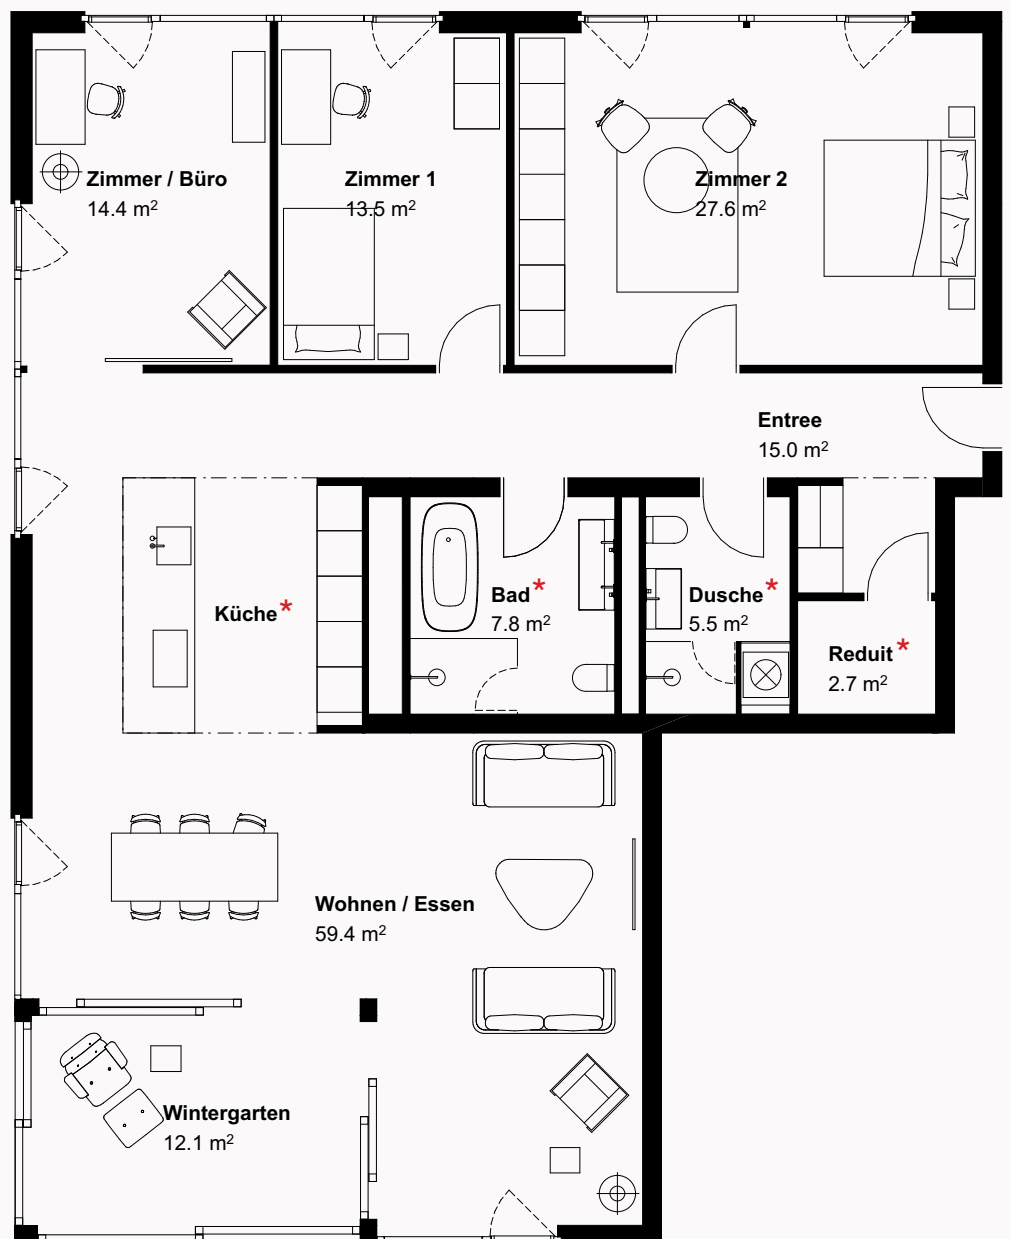 Zimmer / Büro
14.4 m²
Zimmer 1
13.5 m²
Zimmer 2
27.6 m²
Entree
15.0 m²
Küche*
Bad*
7.8 m²
Dusche*
5.5 m²
Reduit*
2.7 m²
Wohnen / Essen
59.4 m²
Wintergarten
12.1 m²